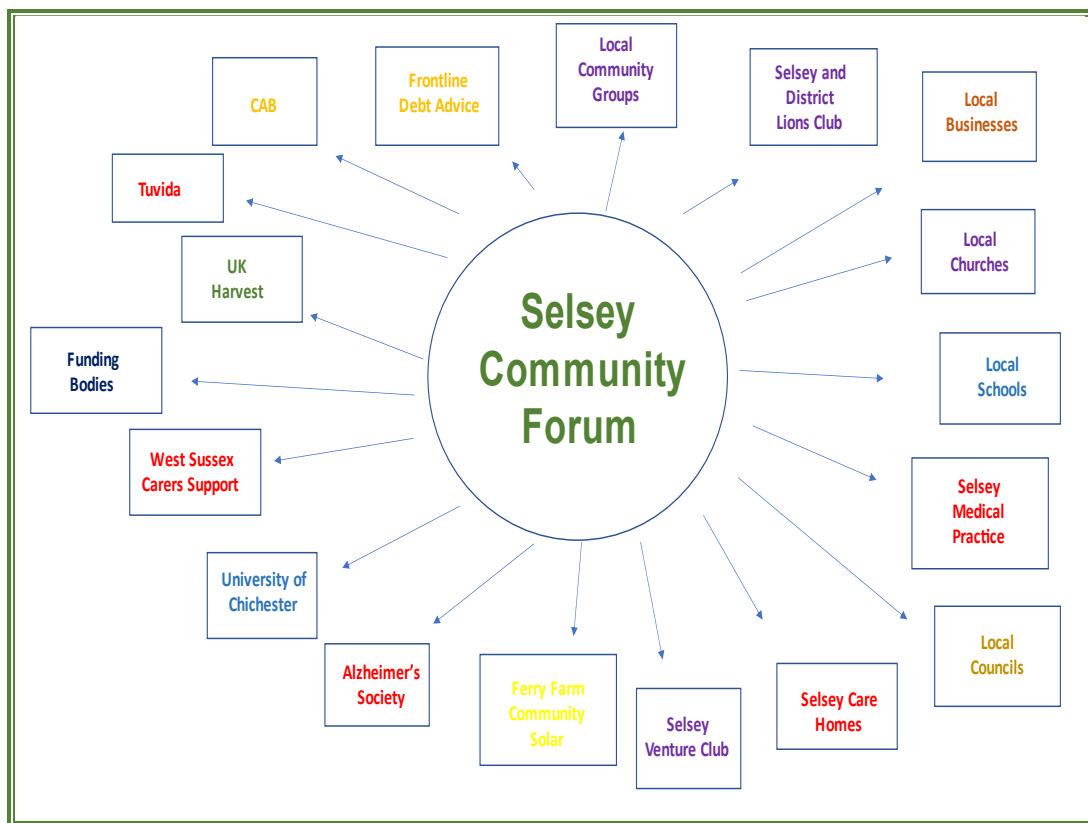 Local
Community
Groups
Selsey and
District
Lions Club
Local
Businesses
Local
Churches
Local
Schools
Selsey
Medical
Practice
Local
Councils
Selsey Care
Homes
Selsey
Venture Club
Ferry Farm
Community
Solar
Alzheimer's
Society
University of
Chichester
West Sussex
Carers Support
Funding
Bodies
UK
Harvest
Tuvida
CAB
Frontline
Debt Advice
Selsey
Community
Forum